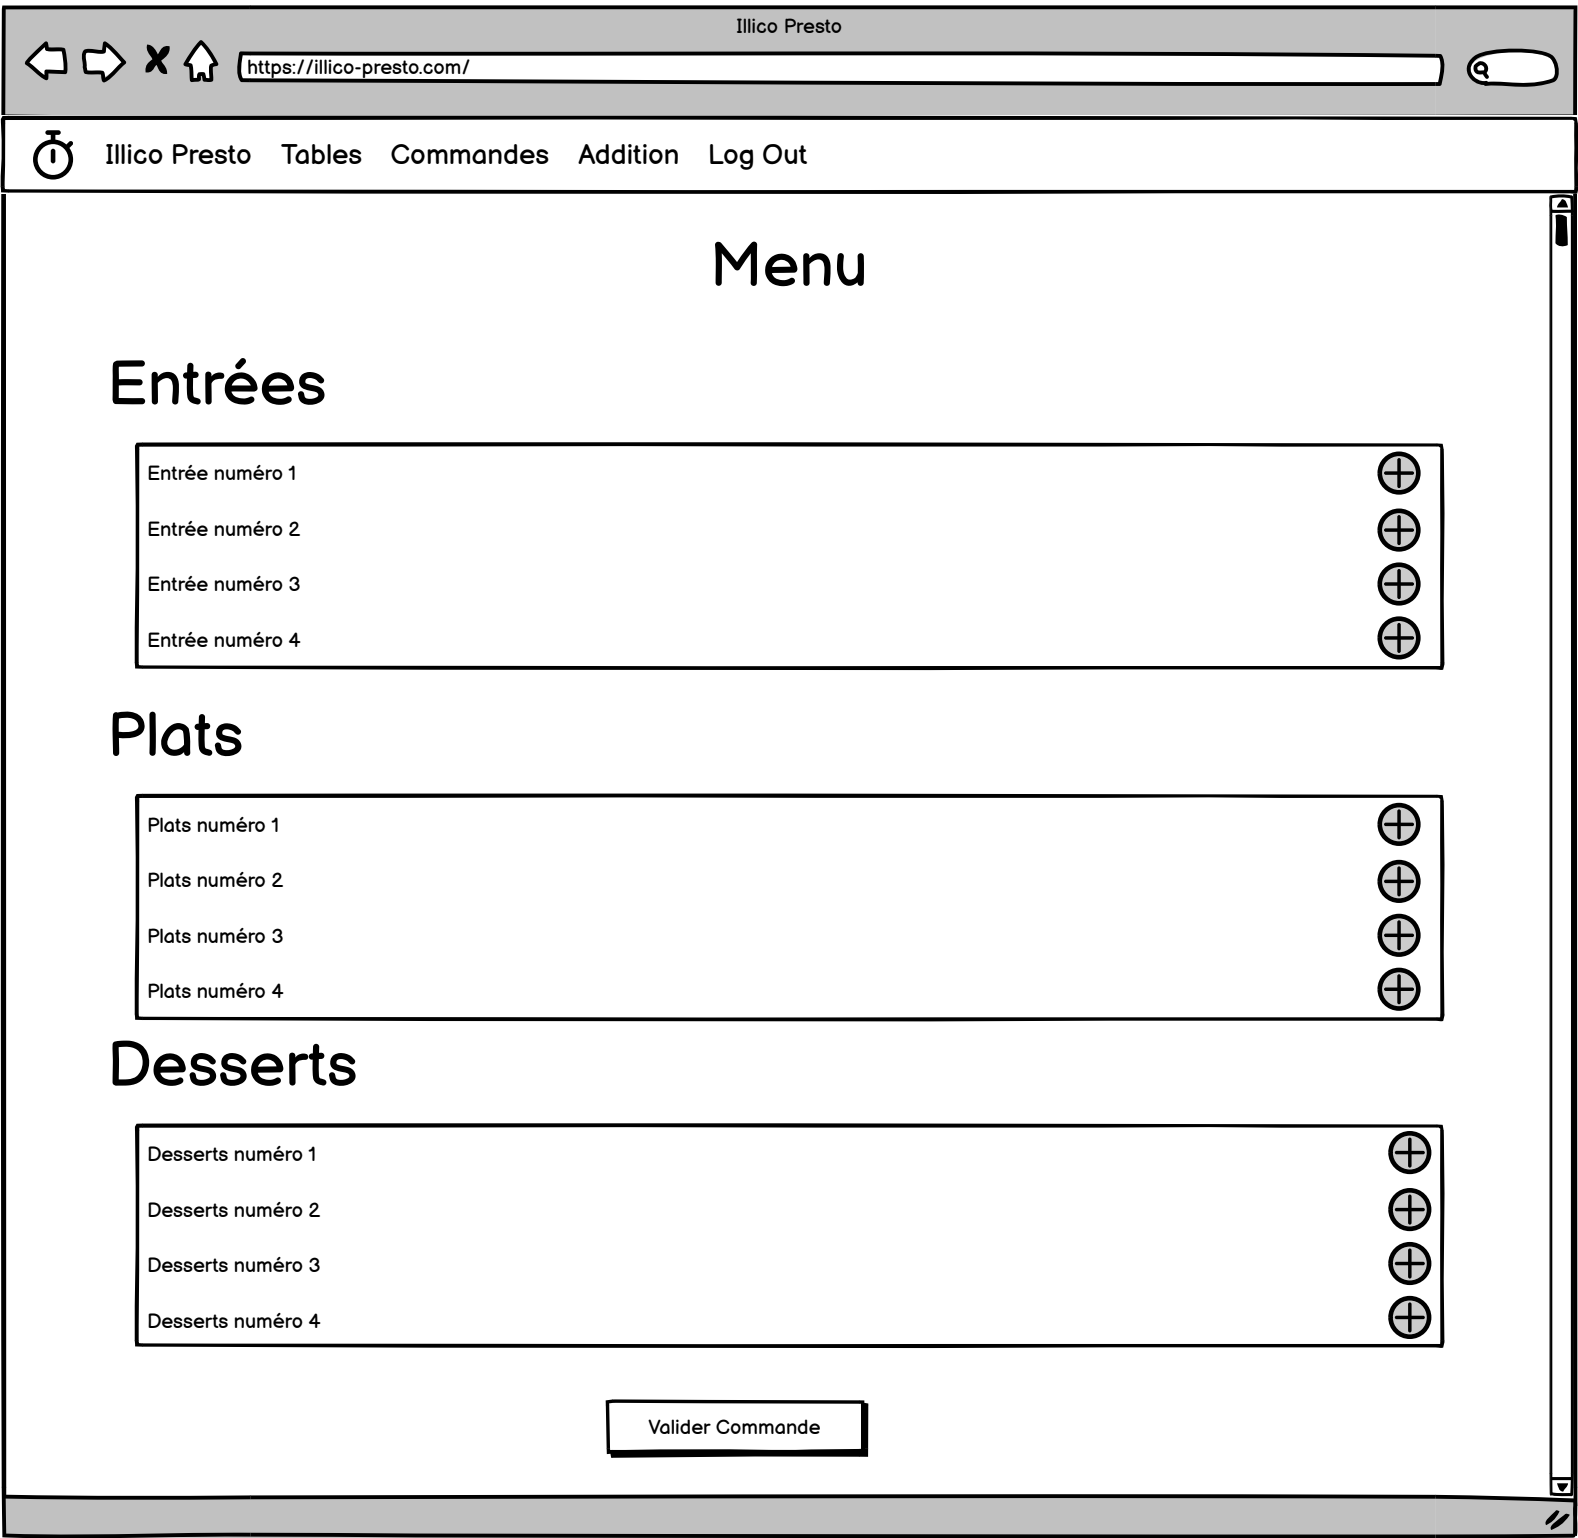 Illico Presto
https://illico-presto.com/
Illico Presto Tables Commandes Addition Log Out
Menu
Entrées
Entrée numéro 1
Entrée numéro 2
Entrée numéro 3
Entrée numéro 4
Plats
Plats numéro 1
Plats numéro 2
Plats numéro 3
Plats numéro 4
Desserts
Desserts numéro 1
Desserts numéro 2
Desserts numéro 3
Desserts numéro 4
Valider Commande